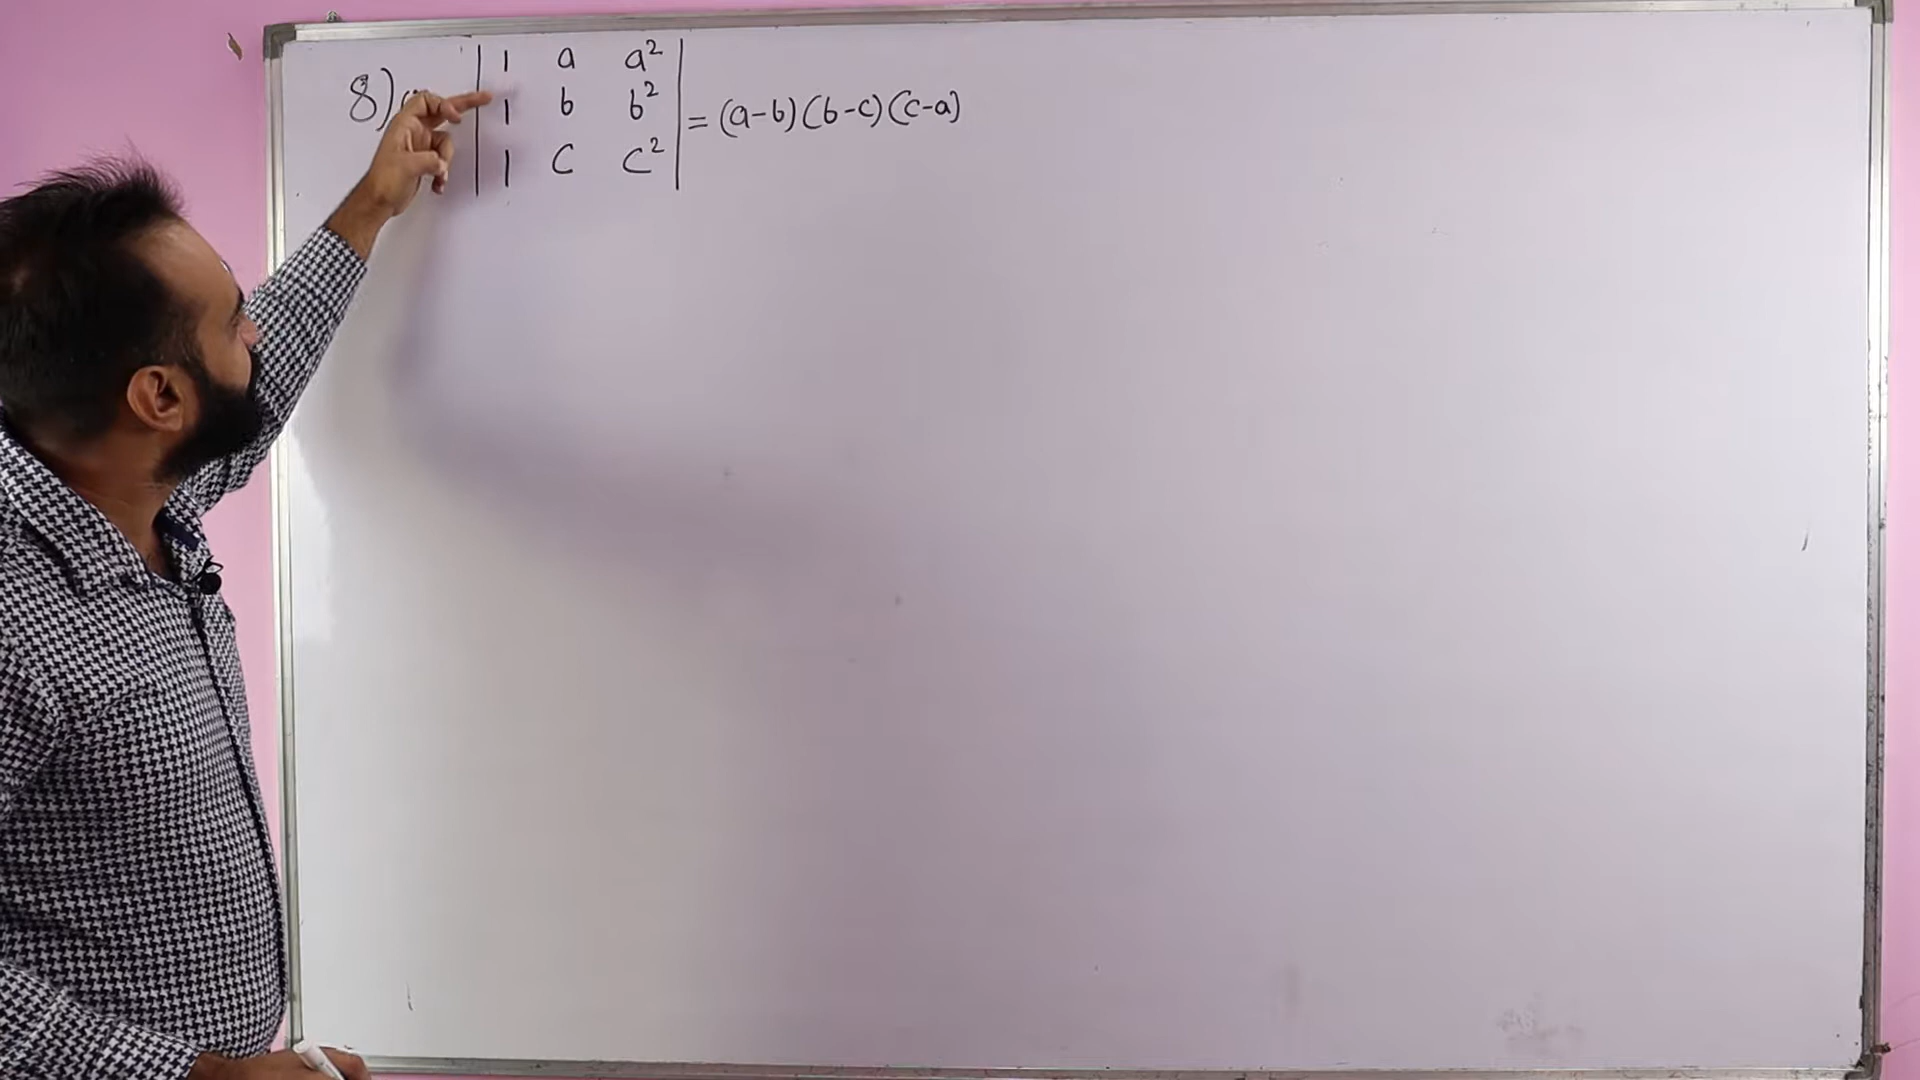 8)
| 1 a a² |
| 1 b b² | = (a-b)(b-c)(c-a)
| 1 c c² |